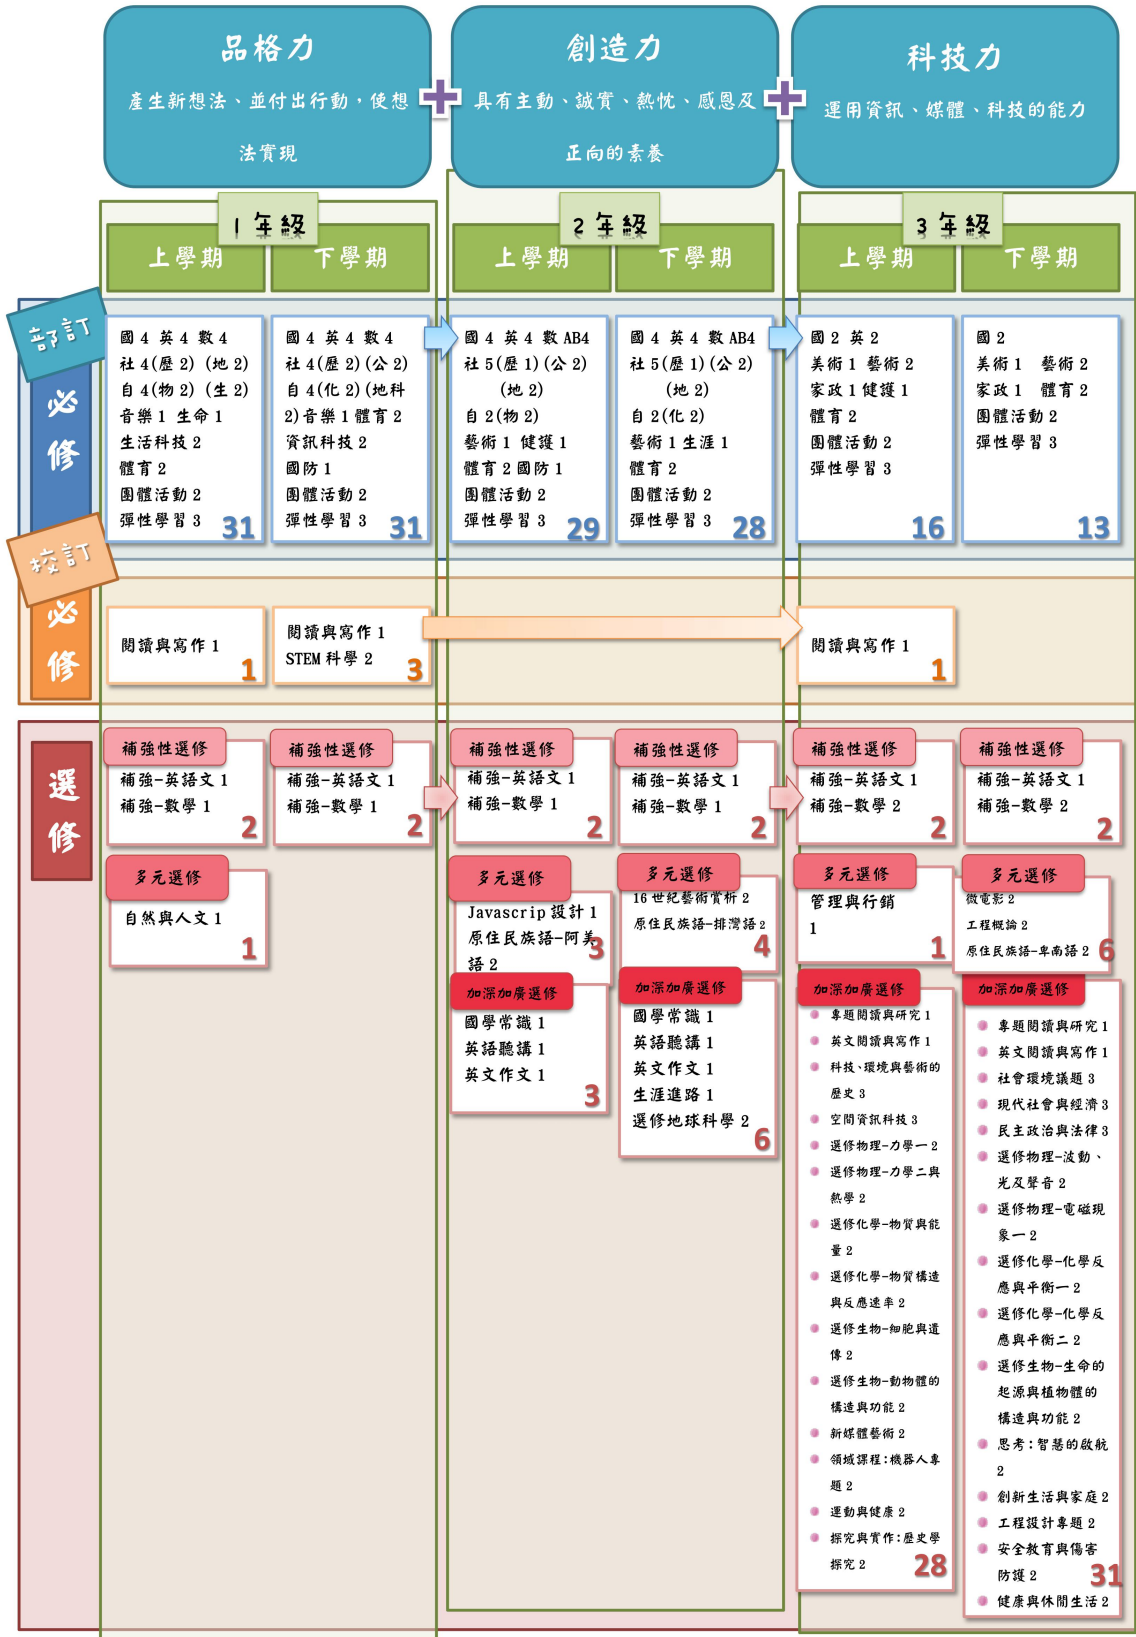 品格力
產生新想法、並付出行動，使想
法實現
創造力
具有主動、誠實、熱忱、感恩及
正向的素養
科技力
運用資訊、媒體、科技的能力
1 年級
上學期
下學期
2 年級
上學期
下學期
3 年級
上學期
下學期
部訂
必
修
國 4 英 4 數 4
社 4(歷 2) (地 2)
自 4(物 2) (生 2)
音樂 1 生命 1
生活科技 2
體育 2
團體活動 2
彈性學習 3
31
國 4 英 4 數 4
社 4(歷 2)(公 2)
自 4(化 2)(地科
2)音樂 1 體育 2
資訊科技 2
國防 1
團體活動 2
彈性學習 3
31
國 4 英 4 數 AB4
社 5(歷 1)(公 2)
(地 2)
自 2(物 2)
藝術 1 健護 1
體育 2 國防 1
團體活動 2
彈性學習 3
29
國 4 英 4 數 AB4
社 5(歷 1)(公 2)
(地 2)
自 2(化 2)
藝術 1 生涯 1
體育 2
團體活動 2
彈性學習 3
28
國 2 英 2
美術 1 藝術 2
家政 1 健護 1
體育 2
團體活動 2
彈性學習 3
16
國 2
美術 1 藝術 2
家政 1 體育 2
團體活動 2
彈性學習 3
13
校訂
必
修
閱讀與寫作 1
1
閱讀與寫作 1
STEM 科學 2
3
閱讀與寫作 1
1
選
修
補強性選修
補強-英語文 1
補強-數學 1
2
補強性選修
補強-英語文 1
補強-數學 1
2
補強性選修
補強-英語文 1
補強-數學 1
2
補強性選修
補強-英語文 1
補強-數學 1
2
補強性選修
補強-英語文 1
補強-數學 2
2
補強性選修
補強-英語文 1
補強-數學 2
2
多元選修
自然與人文 1
1
多元選修
Javascrip 設計 1
原住民族語-阿美
語 2
3
多元選修
16 世紀藝術賞析 2
原住民族語-排灣語 2
4
多元選修
管理與行銷
1
1
多元選修
微電影 2
工程概論 2
原住民族語-卑南語 2
6
加深加廣選修
國學常識 1
英語聽講 1
英文作文 1
3
加深加廣選修
國學常識 1
英語聽講 1
英文作文 1
生涯進路 1
選修地球科學 2
6
加深加廣選修
專題閱讀與研究 1
英文閱讀與寫作 1
科技、環境與藝術的
歷史 3
空間資訊科技 3
選修物理-力學一 2
選修物理-力學二與
熱學 2
選修化學-物質與能
量 2
選修化學-物質構造
與反應速率 2
選修生物-細胞與遺
傳 2
選修生物-動物體的
構造與功能 2
新媒體藝術 2
領域課程:機器人專
題 2
運動與健康 2
探究與實作:歷史學
探究 2
28
加深加廣選修
專題閱讀與研究 1
英文閱讀與寫作 1
社會環境議題 3
現代社會與經濟 3
民主政治與法律 3
選修物理-波動、
光及聲音 2
選修物理-電磁現
象一 2
選修化學-化學反
應與平衡一 2
選修化學-化學反
應與平衡二 2
選修生物-生命的
起源與植物體的
構造與功能 2
思考:智慧的啟航
2
創新生活與家庭 2
工程設計專題 2
安全教育與傷害
防護 2
健康與休閒生活 2
31